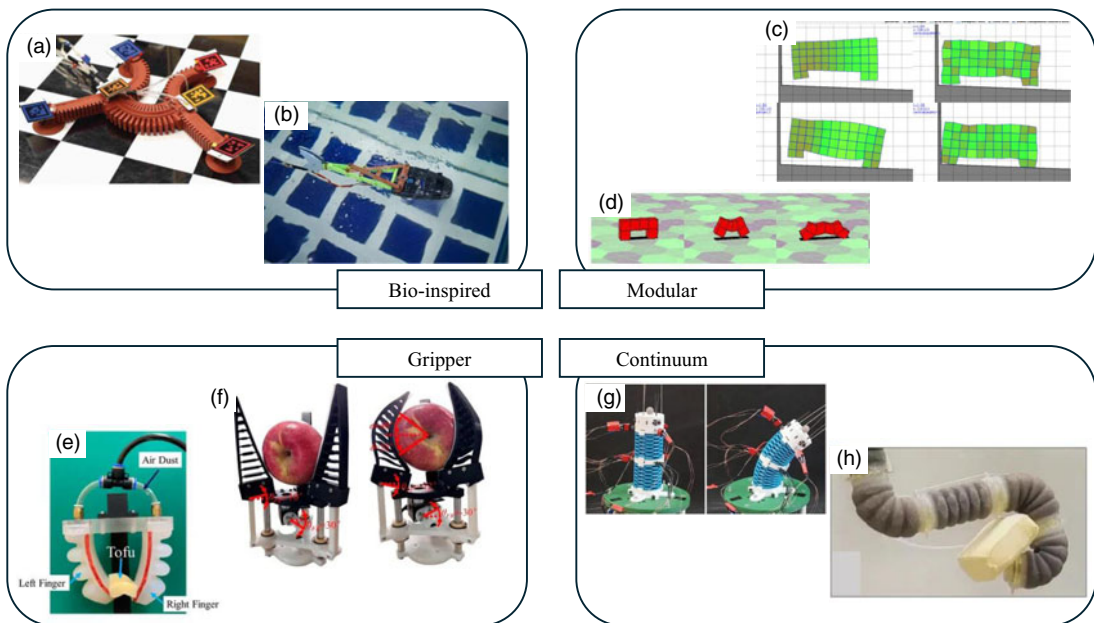 (a)
(b)
(c)
(d)
Bio-inspired
Modular
Gripper
Continuum
(e)
Air Dust
Tofu
Left Finger
Right Finger
(f)
(g)
(h)